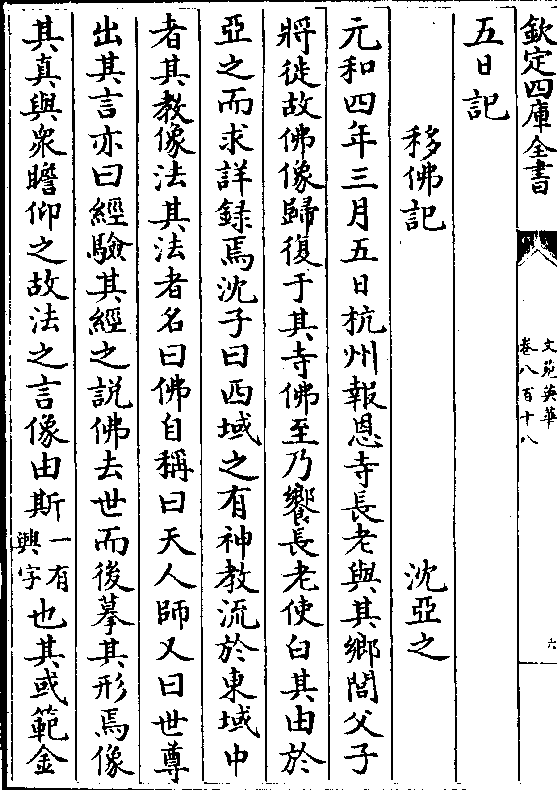 欽定四庫全書
文苑英華
卷八百十八
六
五日記
移佛記
沈亞之
元和四年三月五日杭州報恩寺長老與其鄉閭父子
將徙故佛像歸復于其寺佛至乃饗長老使白其由於
亞之而求詳録焉沈子曰西域之有神教流於東域中
者其教像法其法者名曰佛自稱曰天人師又曰世尊
出其言亦曰經驗其經之説佛去世而後摹其形焉像
其真與衆瞻仰之故法之言像由斯一有興字也其或範金